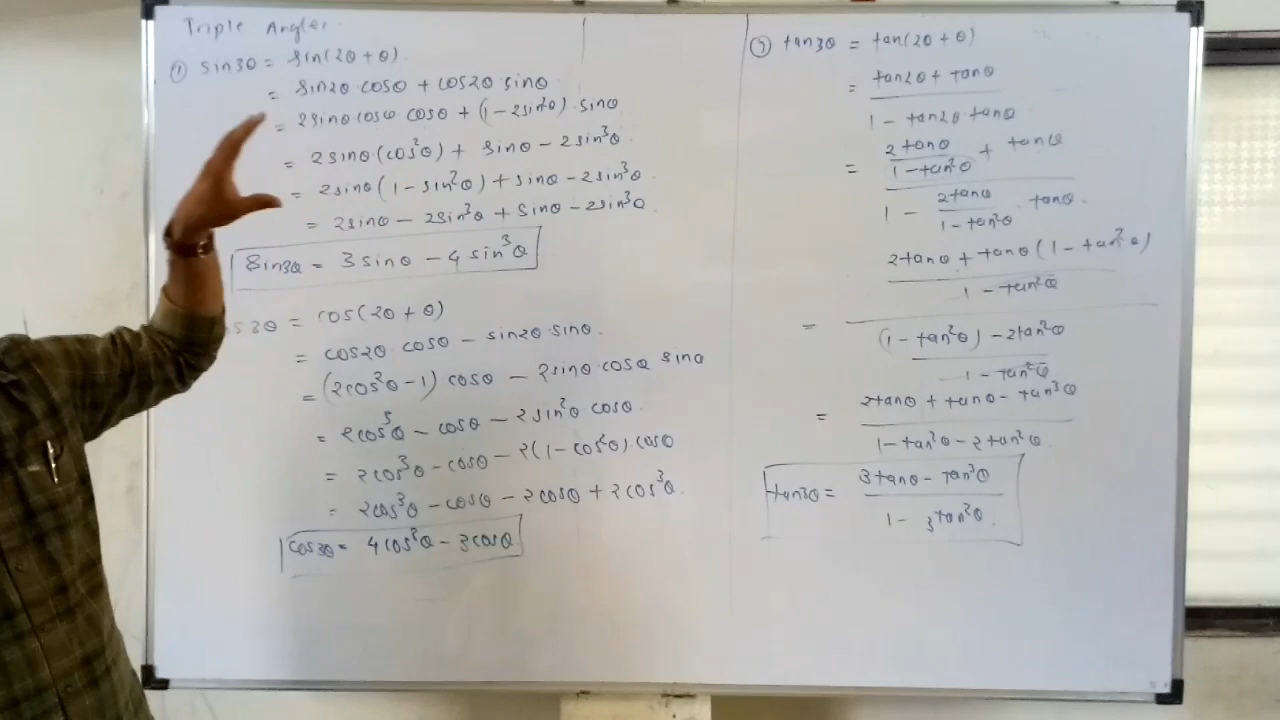 Triple Angles
① sin3θ = sin(2θ + θ)
= sin2θ cosθ + cos2θ sinθ
= 2sinθ cosθ cosθ + (1 - 2sin²θ) . sinθ
= 2sinθ (cos²θ) + sinθ - 2sin³θ
= 2sinθ (1 - sin²θ) + sinθ - 2sin³θ
= 2sinθ - 2sin³θ + sinθ - 2sin³θ
sin3θ = 3sinθ - 4sin³θ
s3θ = cos(2θ + θ)
= cos2θ cosθ - sin2θ sinθ
= (2cos²θ - 1) cosθ - 2sinθ cosθ sinθ
= 2cos³θ - cosθ - 2sin²θ cosθ
= 2cos³θ - cosθ - 2(1 - cos²θ).cosθ
= 2cos³θ - cosθ - 2cosθ + 2cos³θ
cos3θ = 4cos³θ - 3cosθ
③ tan3θ = tan(2θ + θ)
= tan2θ + tanθ
1 - tan2θ tanθ
= 2tanθ / 1 - tan²θ + tanθ
1 - 2tanθ / 1 - tan²θ . tanθ
2tanθ + tanθ (1 - tan²θ)
1 - tan²θ
=
(1 - tan²θ) - 2tan²θ
1 - tan²θ
= 2tanθ + tanθ - tan³θ
1 - tan²θ - 2tan²θ
tan3θ = 3tanθ - tan³θ
1 - 3tan²θ